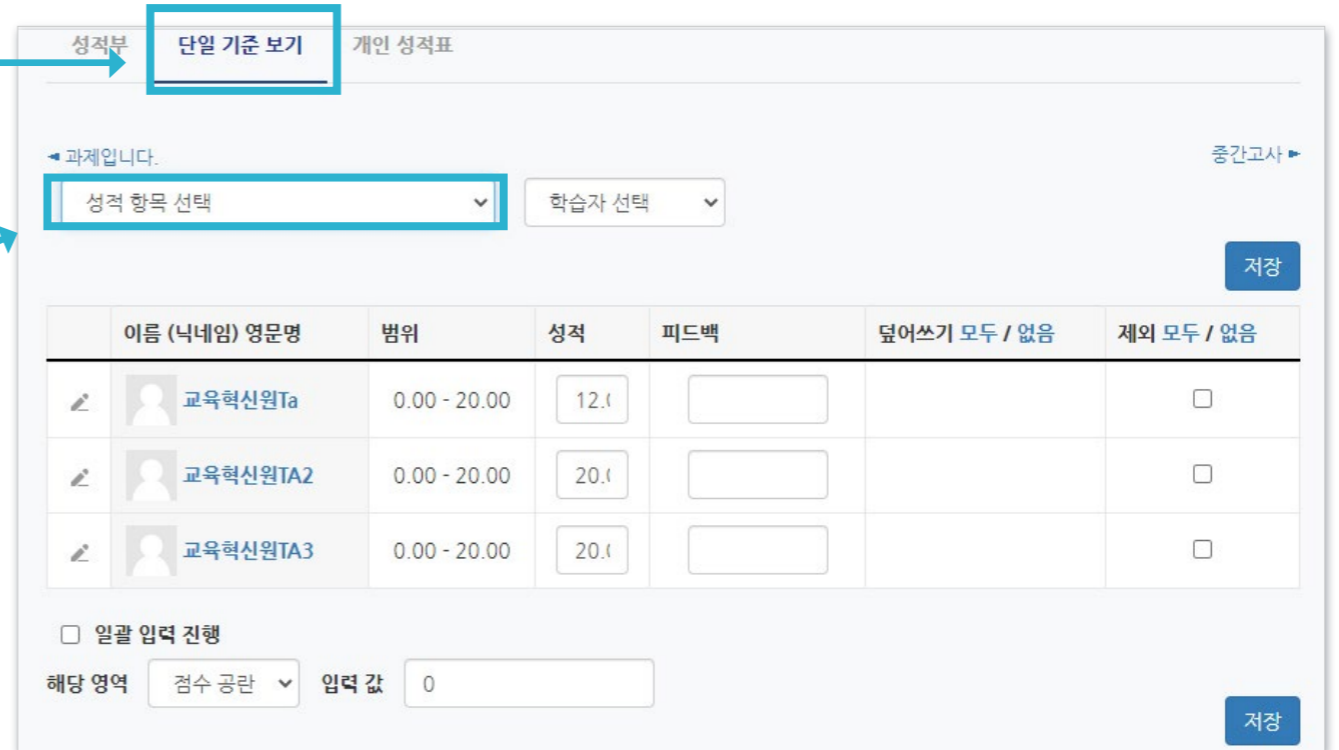 성적부 단일 기준 보기 개인 성적표
◄ 과제입니다. 중간고사 ►
성적 항목 선택 학습자 선택
저장
이름 (닉네임) 영문명 범위 성적 피드백 덮어쓰기 모두 / 없음 제외 모두 / 없음
교육혁신원Ta 0.00 - 20.00 12.0
교육혁신원TA2 0.00 - 20.00 20.0
교육혁신원TA3 0.00 - 20.00 20.0
일괄 입력 진행
해당 영역 점수 공란 입력 값 0
저장